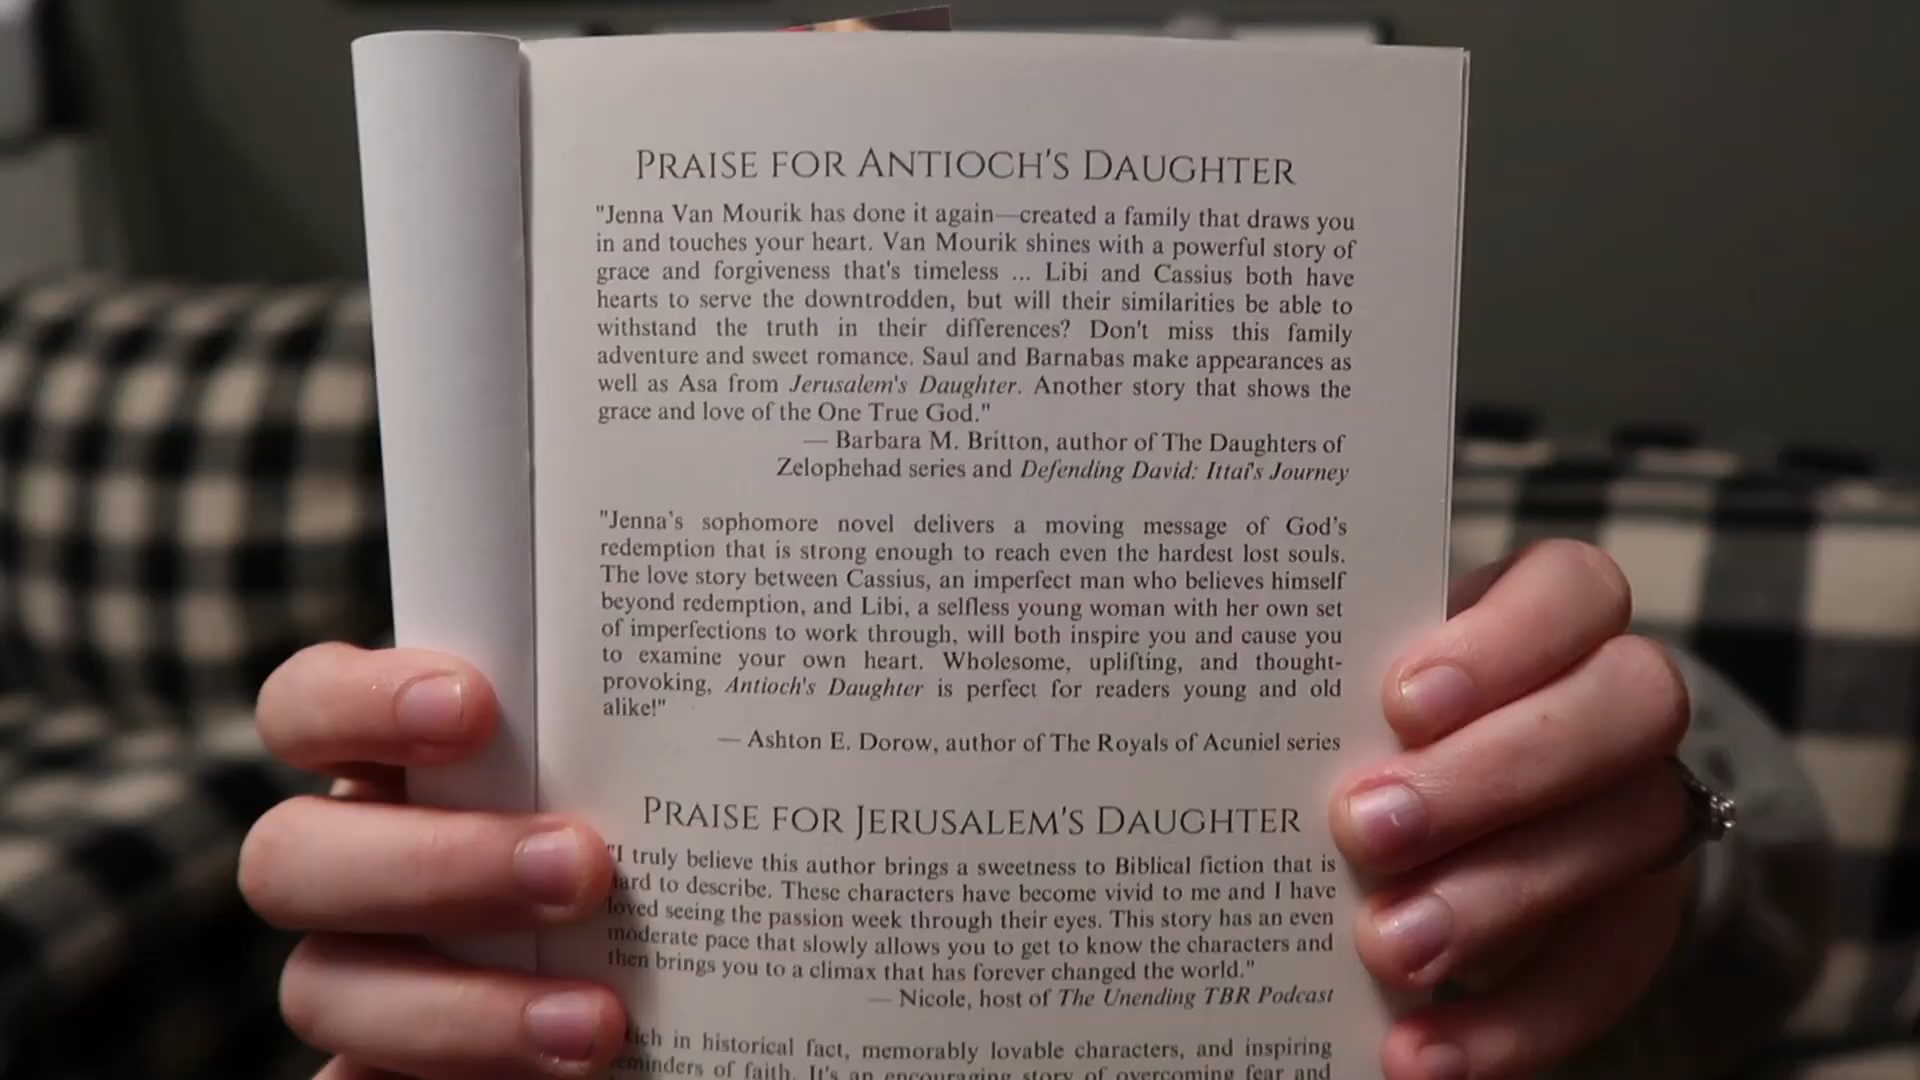 PRAISE FOR ANTIOCH'S DAUGHTER
"Jenna Van Mourik has done it again—created a family that draws you
in and touches your heart. Van Mourik shines with a powerful story of
grace and forgiveness that's timeless ... Libi and Cassius both have
hearts to serve the downtrodden, but will their similarities be able to
withstand the truth in their differences? Don't miss this family
adventure and sweet romance. Saul and Barnabas make appearances as
well as Asa from Jerusalem's Daughter. Another story that shows the
grace and love of the One True God."
— Barbara M. Britton, author of The Daughters of
Zelophehad series and Defending David: Ittai's Journey
"Jenna's sophomore novel delivers a moving message of God's
redemption that is strong enough to reach even the hardest lost souls.
The love story between Cassius, an imperfect man who believes himself
beyond redemption, and Libi, a selfless young woman with her own set
of imperfections to work through, will both inspire you and cause you
to examine your own heart. Wholesome, uplifting, and thought-
provoking, Antioch's Daughter is perfect for readers young and old
alike!"
— Ashton E. Dorow, author of The Royals of Acuniel series
PRAISE FOR JERUSALEM'S DAUGHTER
"I truly believe this author brings a sweetness to Biblical fiction that is
hard to describe. These characters have become vivid to me and I have
loved seeing the passion week through their eyes. This story has an even
moderate pace that slowly allows you to get to know the characters and
then brings you to a climax that has forever changed the world."
— Nicole, host of The Unending TBR Podcast
in historical fact, memorably lovable characters, and inspiring
of faith. It's an encouraging story of overcoming fear and